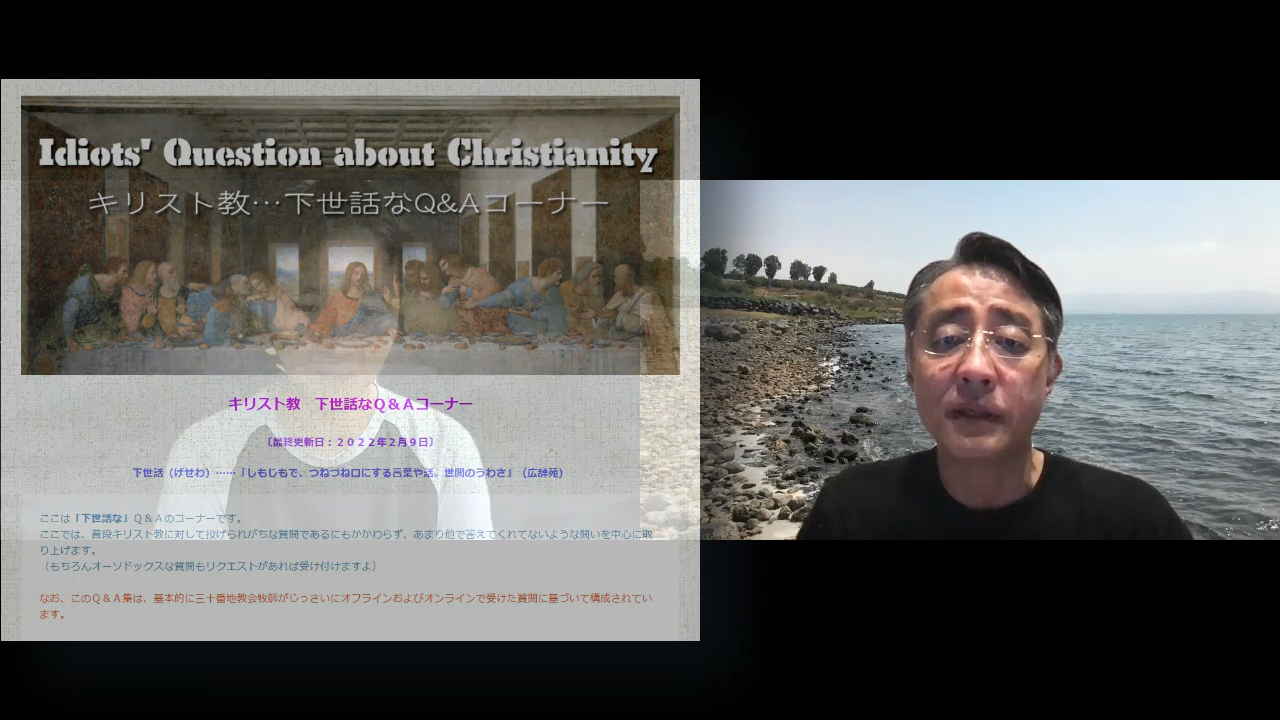 Idiots' Question about Christianity
キリスト教…下世話なQ&Aコーナー
キリスト教　下世話なＱ＆Ａコーナー
〔最終更新日：２０２２年２月９日〕
下世話（げせわ）……「しもじもで、つねづね口にする言葉や話。世間のうわさ」（広辞苑）
ここは「下世話な」Ｑ＆Ａのコーナーです。
ここでは、普段キリスト教に対して投げられがちな質問であるにもかかわらず、あまり他で答えてくれてないような問いを中心に取
り上げます。
（もちろんオーソドックスな質問もリクエストがあれば受け付けますよ）
なお、このＱ＆Ａ集は、基本的に三十番地教会牧師がじっさいにオフラインおよびオンラインで受けた質問に基づいて構成されてい
ます。